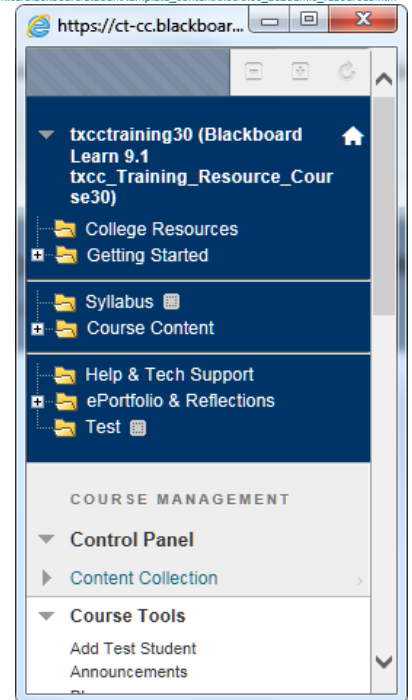 https://ct-cc.blackboar...
txcctraining30 (Blackboard
Learn 9.1
txcc_Training_Resource_Cour
se30)
College Resources
Getting Started
Syllabus
Course Content
Help & Tech Support
ePortfolio & Reflections
Test
COURSE MANAGEMENT
Control Panel
Content Collection
Course Tools
Add Test Student
Announcements